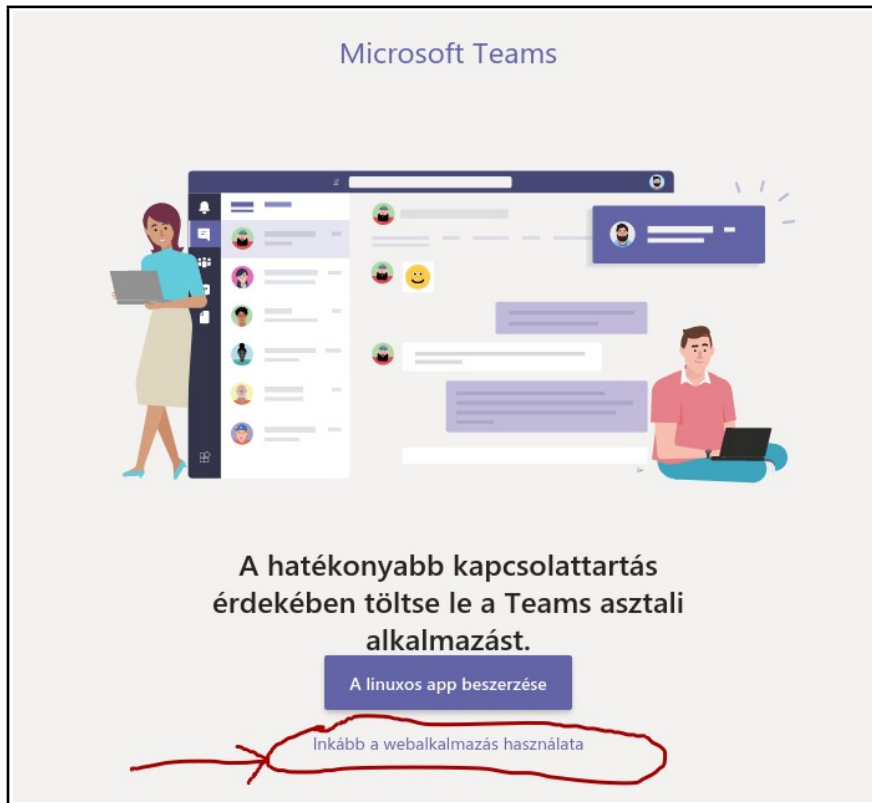 Microsoft Teams
A hatékonyabb kapcsolattartás
érdekében töltse le a Teams asztali
alkalmazást.
A linuxos app beszerzése
Inkább a webalkalmazás használata